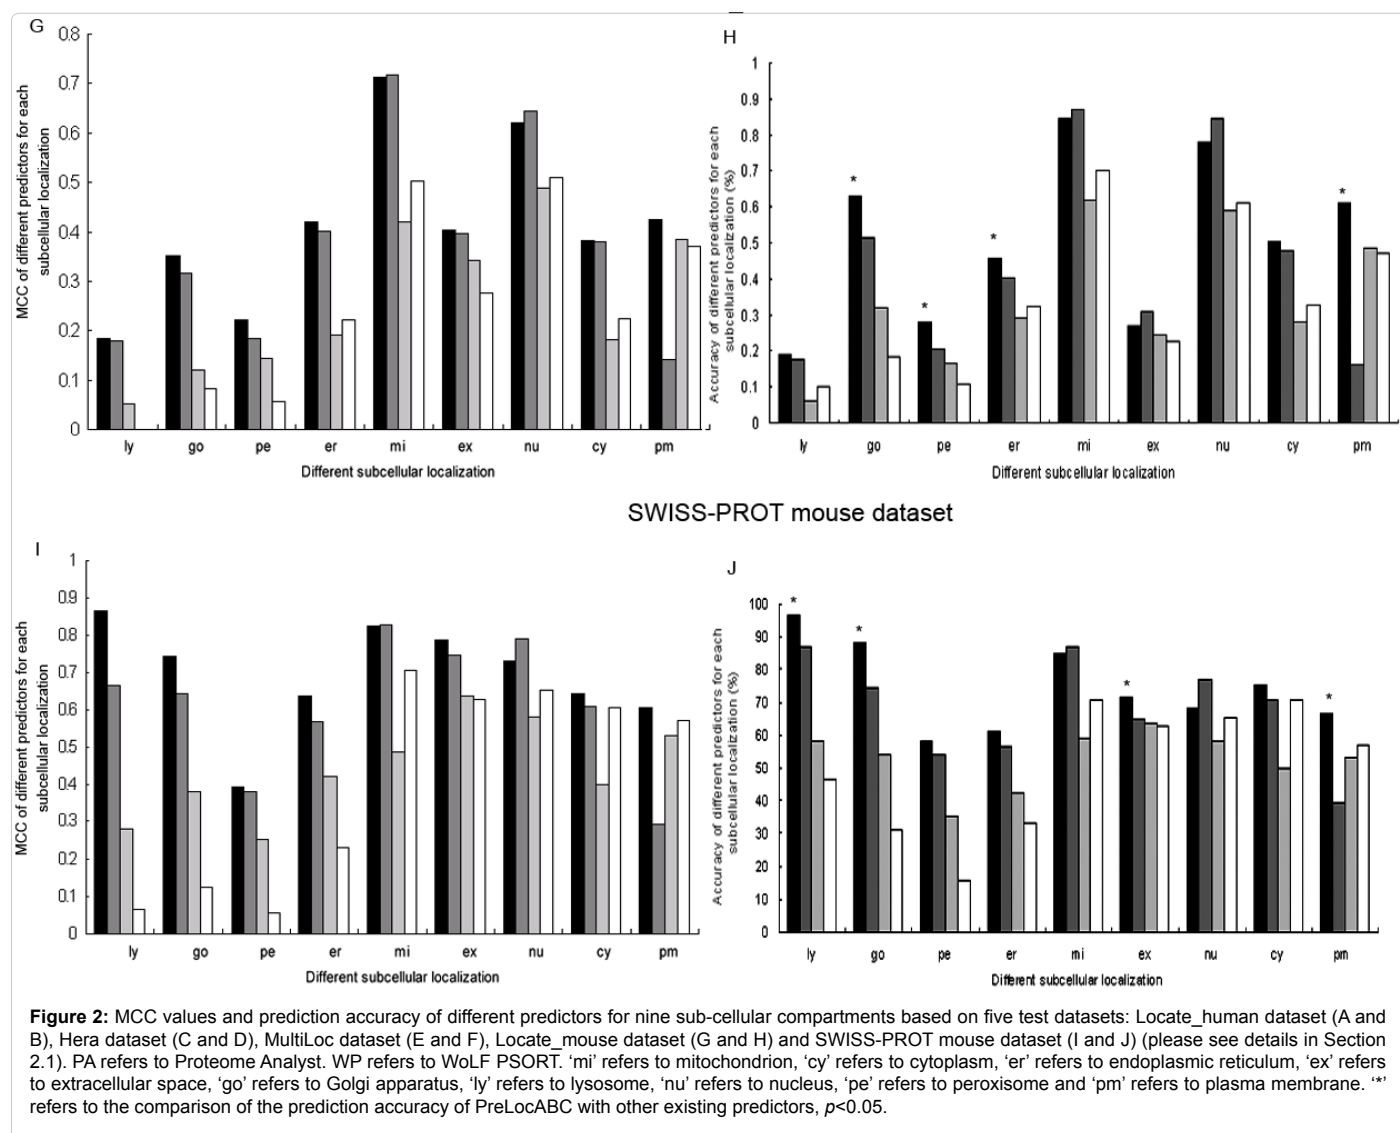 G
0.8
0.7
0.6
0.5
0.4
0.3
0.2
0.1
0
MCC of different predictors for each
subcellular localization
ly go pe er mi ex nu cy pm
Different subcellular localization
H
1
0.9
0.8
0.7
0.6
0.5
0.4
0.3
0.2
0.1
0
Accuracy of different predictors for each
subcellular localization (%)
* * * *
ly go pe er mi ex nu cy pm
Different subcellular localization
SWISS-PROT mouse dataset
I
1
0.9
0.8
0.7
0.6
0.5
0.4
0.3
0.2
0.1
0
MCC of different predictors for each
subcellular localization
ly go pe er mi ex nu cy pm
Different subcellular localization
J
100
90
80
70
60
50
40
30
20
10
0
Accuracy of different predictors for each
subcellular localization (%)
* * * *
ly go pe er mi ex nu cy pm
Different subcellular localization
Figure 2: MCC values and prediction accuracy of different predictors for nine sub-cellular compartments based on five test datasets: Locate_human dataset (A and
B), Hera dataset (C and D), MultiLoc dataset (E and F), Locate_mouse dataset (G and H) and SWISS-PROT mouse dataset (I and J) (please see details in Section
2.1). PA refers to Proteome Analyst. WP refers to WoLF PSORT. ‘mi’ refers to mitochondrion, ‘cy’ refers to cytoplasm, ‘er’ refers to endoplasmic reticulum, ‘ex’ refers
to extracellular space, ‘go’ refers to Golgi apparatus, ‘ly’ refers to lysosome, ‘nu’ refers to nucleus, ‘pe’ refers to peroxisome and ‘pm’ refers to plasma membrane. ‘*’
refers to the comparison of the prediction accuracy of PreLocABC with other existing predictors, p<0.05.